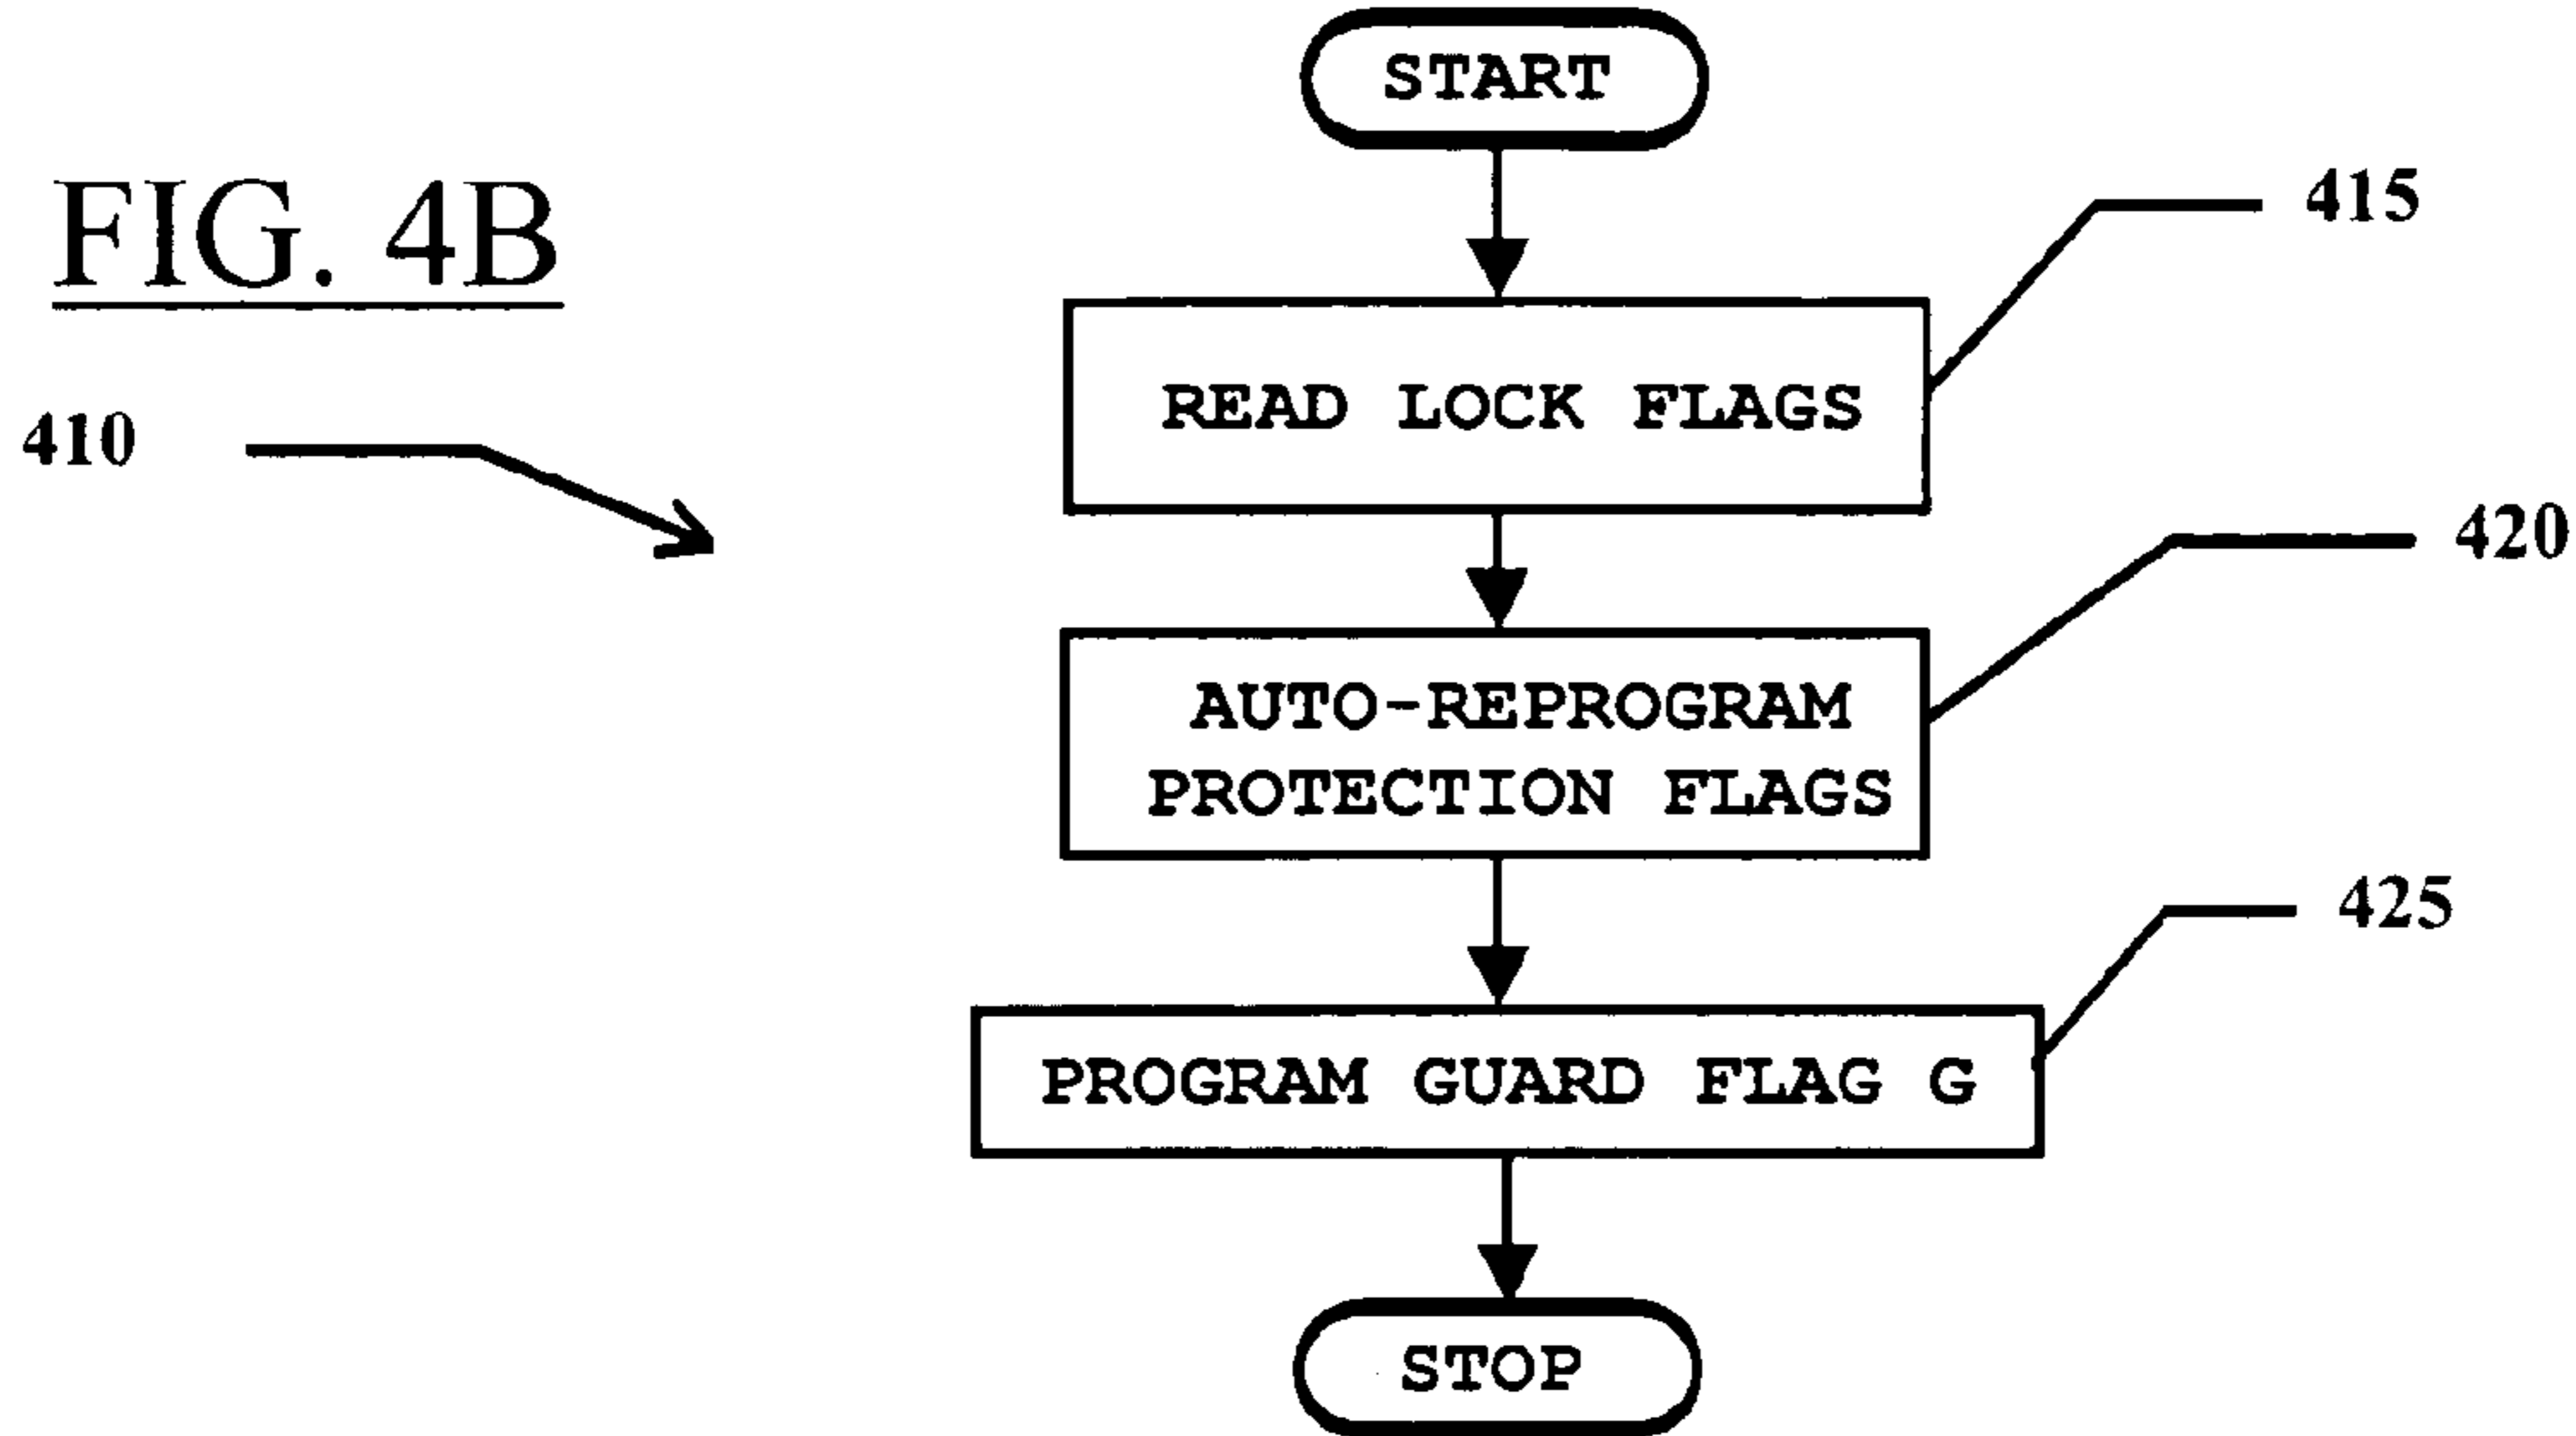 START
FIG. 4B
415
410
READ LOCK FLAGS
420
AUTO-REPROGRAM
PROTECTION FLAGS
425
PROGRAM GUARD FLAG G
STOP